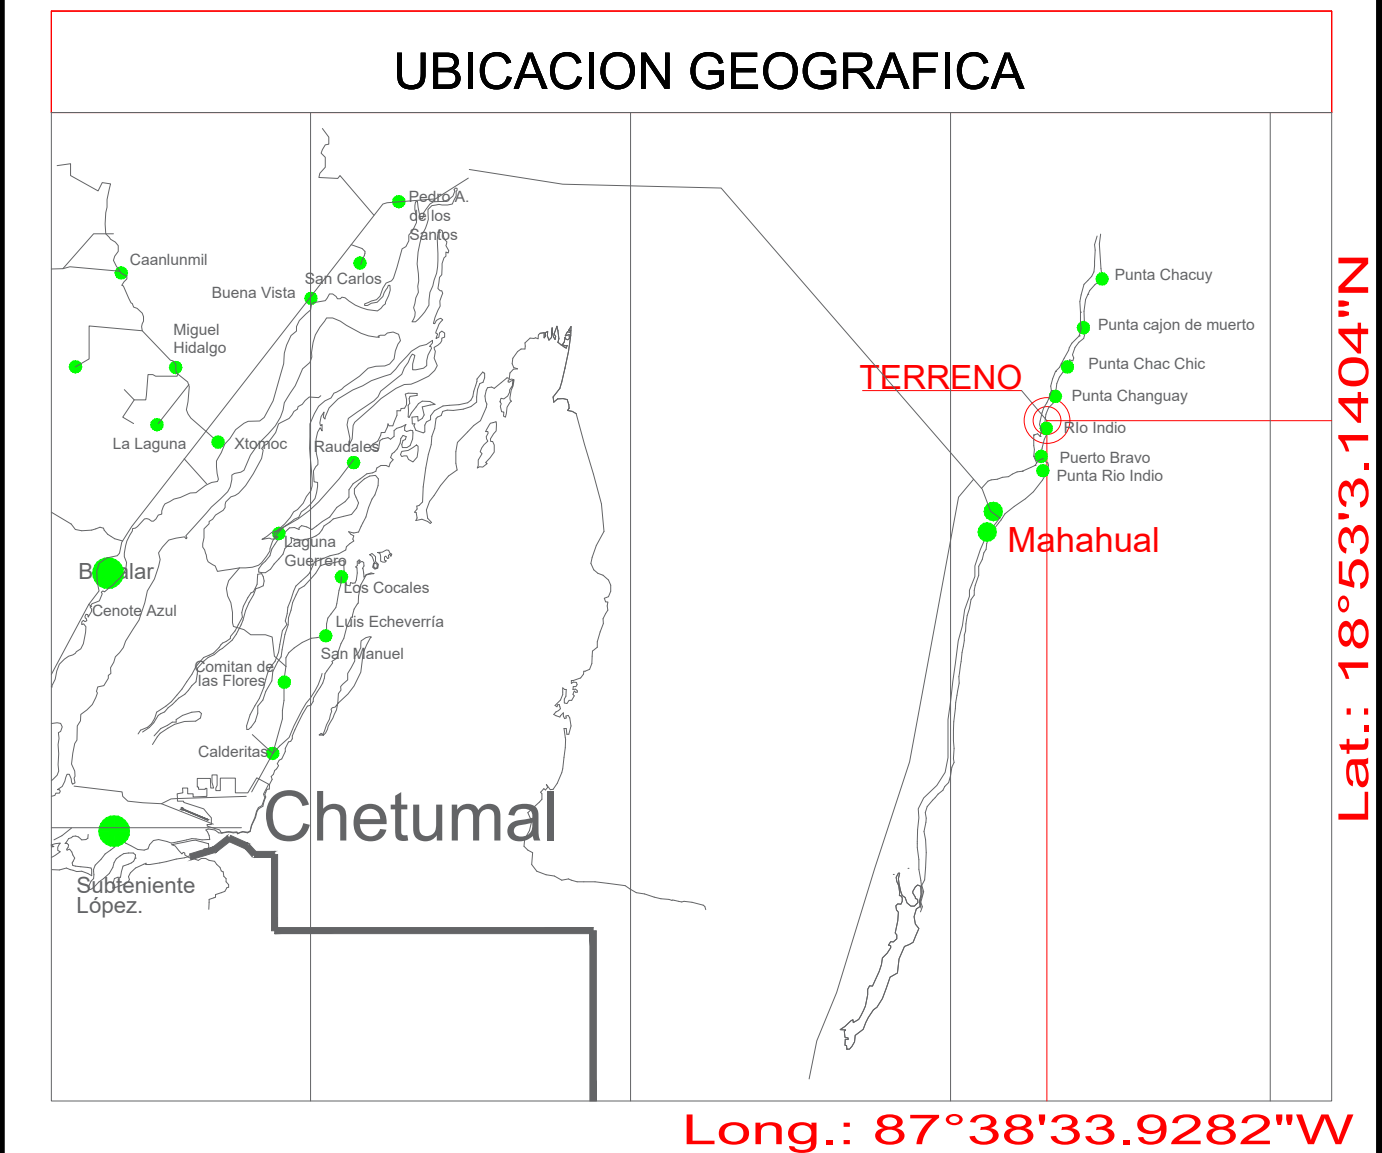 UBICACION GEOGRAFICA
Pedro A.
de los
Santos
Caanlunmil
San Carlos
Buena Vista
Punta Chacuy
Miguel
Hidalgo
Punta cajon de muerto
Punta Chac Chic
TERRENO
Punta Changuay
RIo Indio
La Laguna
Xtomoc
Raudales
Puerto Bravo
Punta Rio Indio
Mahahual
Laguna
Guerrero
Bacalar
Los Cocales
Cenote Azul
Luis Echeverría
San Manuel
Comitan de
las Flores
Calderitas
Chetumal
Subteniente
López.
Lat.: 18°53'3.1404"N
Long.: 87°38'33.9282"W